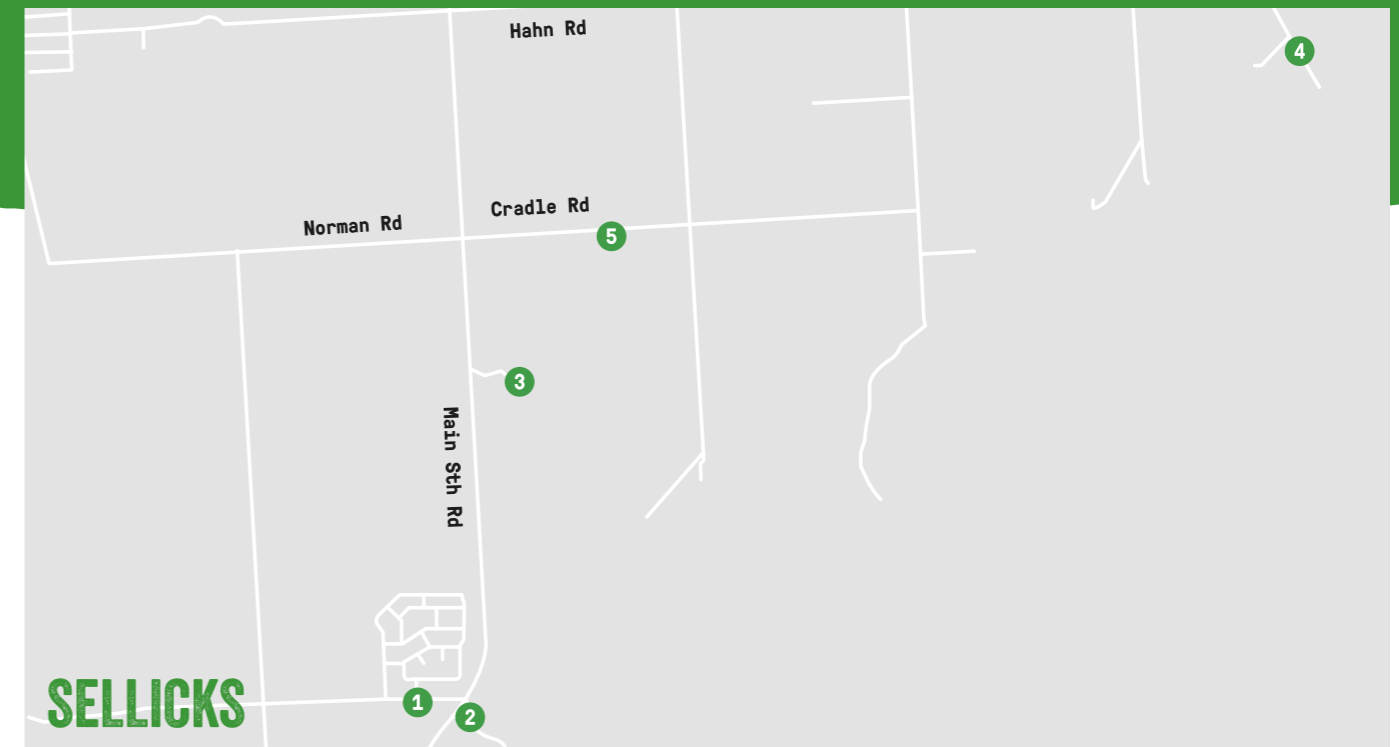 Hahn Rd
4
Cradle Rd
Norman Rd
5
3
Main Sth Rd
SELLICKS
1
2